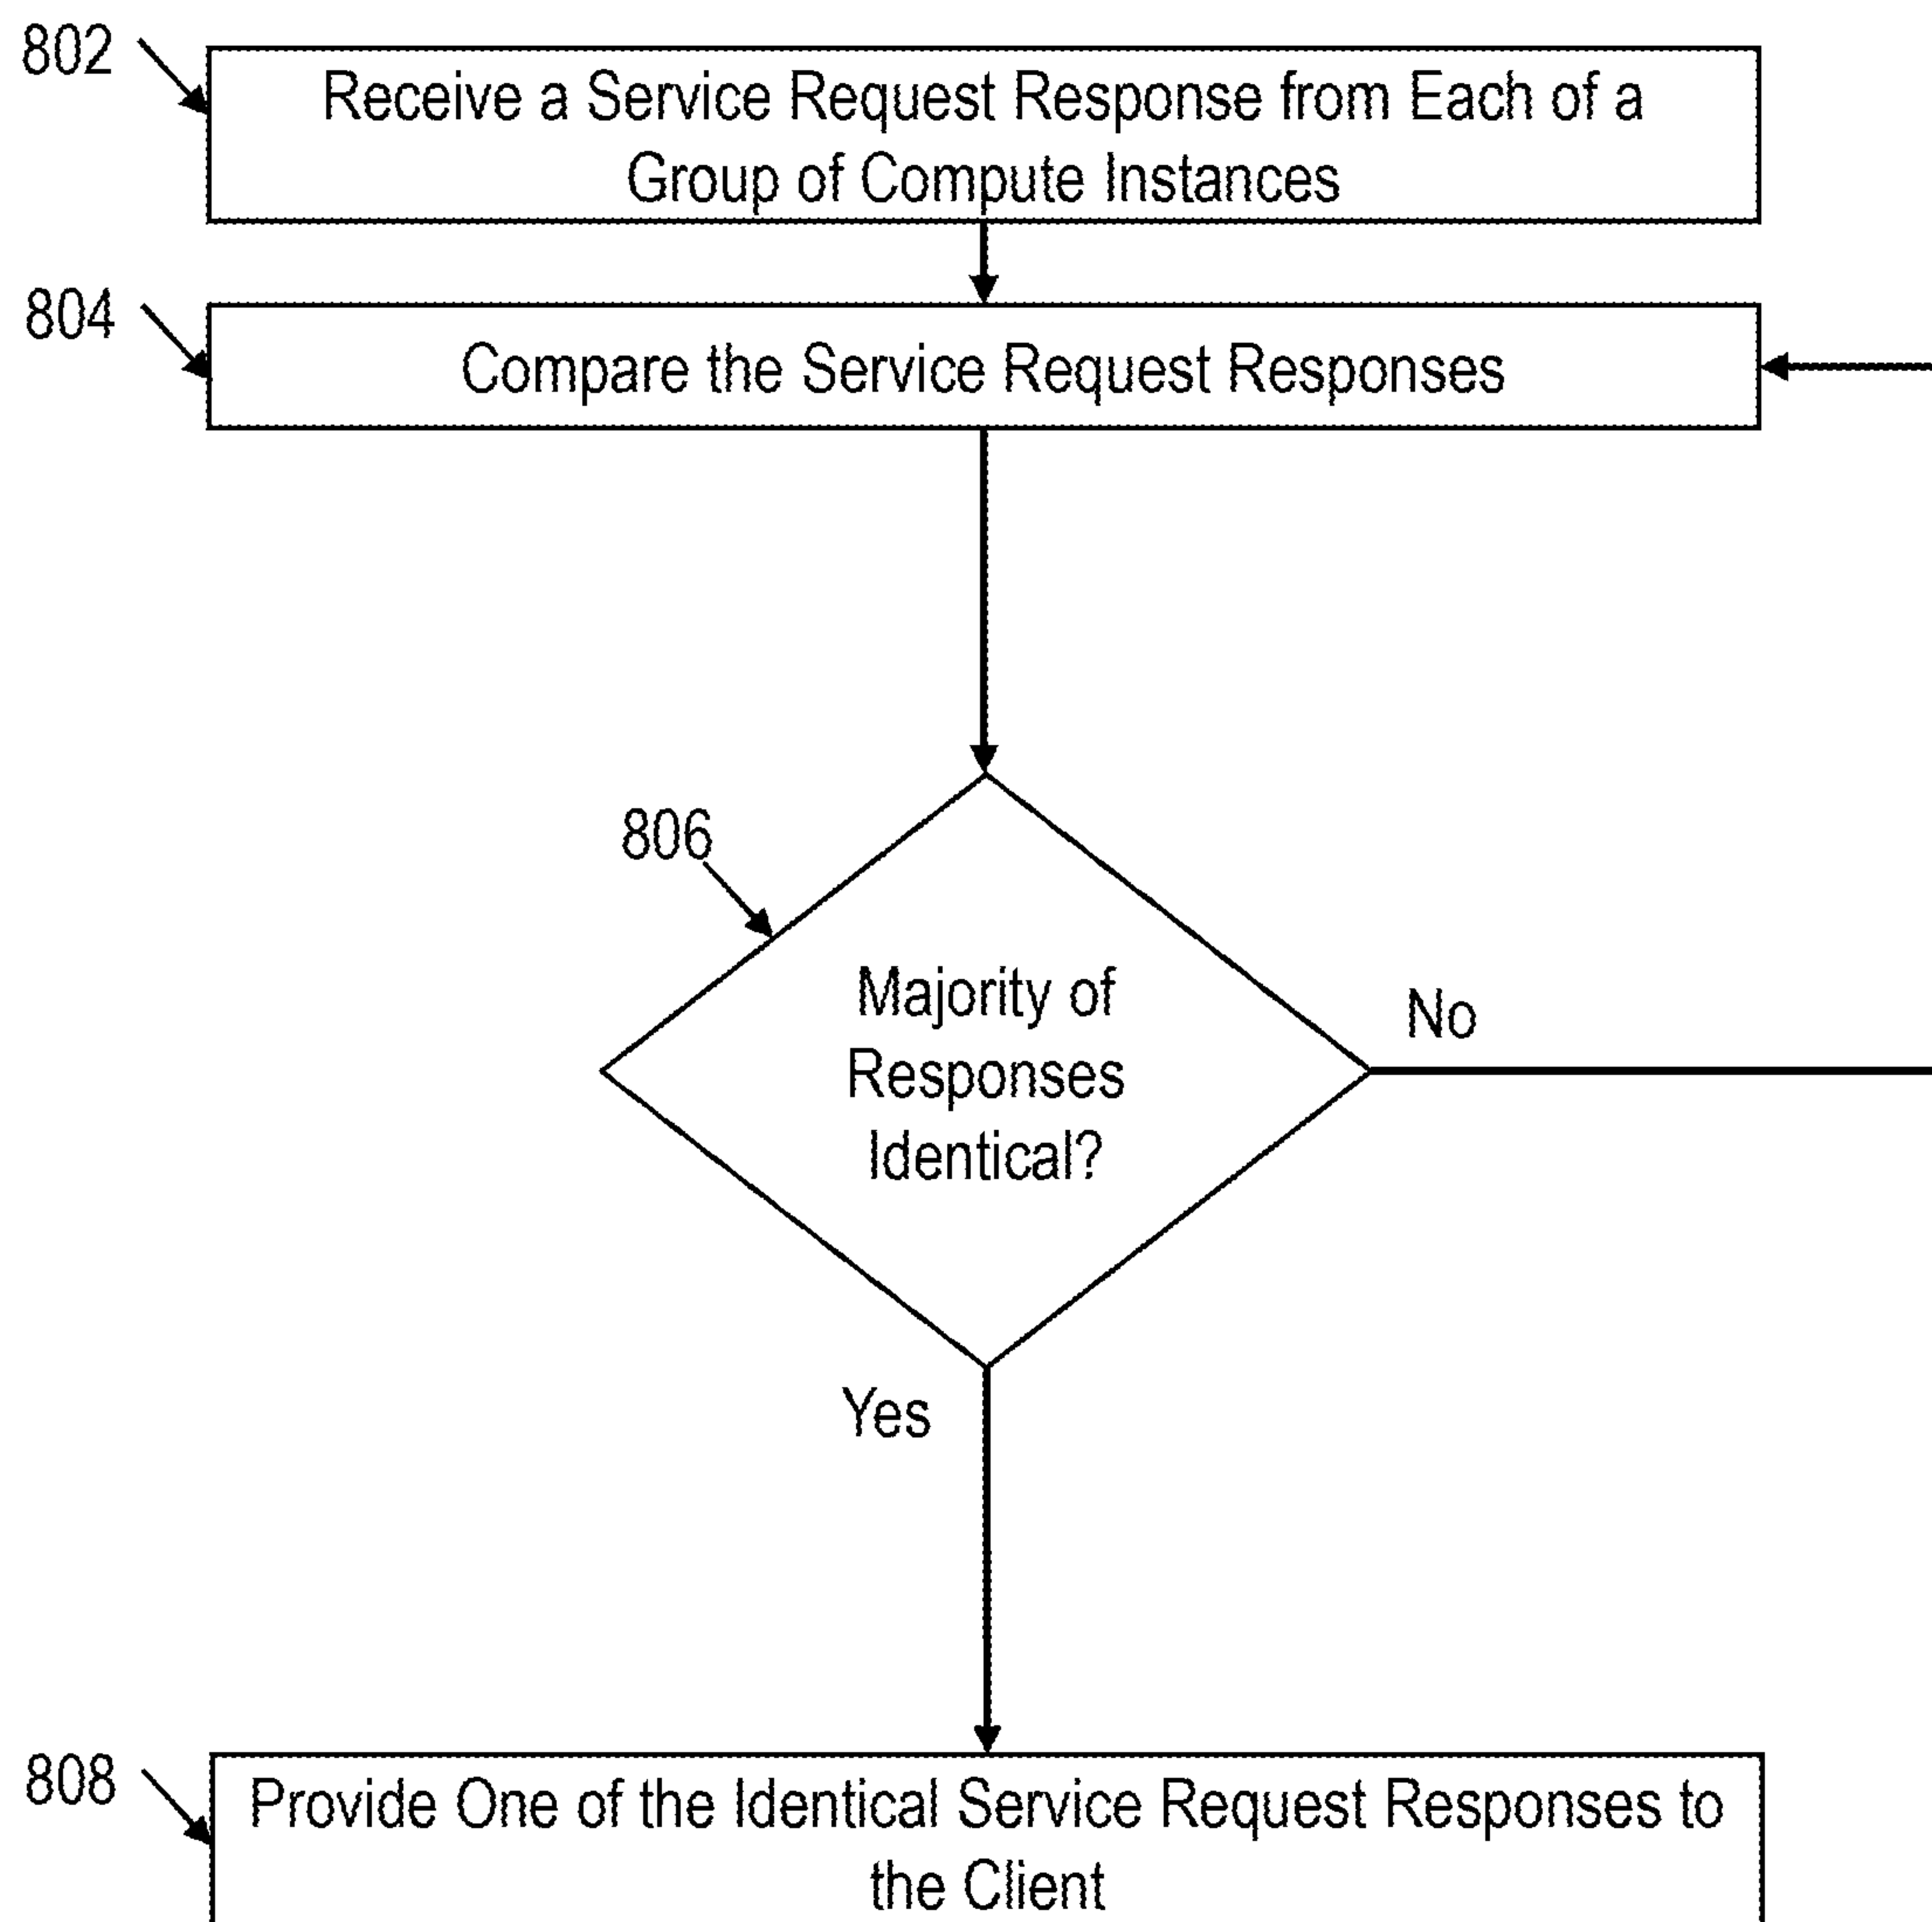 802
Receive a Service Request Response from Each of a
Group of Compute Instances
804
Compare the Service Request Responses
806
Majority of
Responses
Identical?
No
Yes
808
Provide One of the Identical Service Request Responses to
the Client